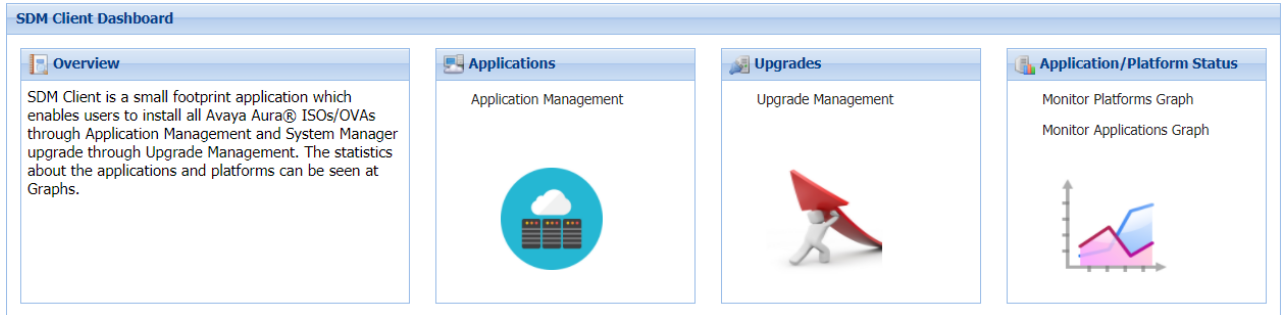 SDM Client Dashboard
Overview
SDM Client is a small footprint application which
enables users to install all Avaya Aura® ISOs/OVAs
through Application Management and System Manager
upgrade through Upgrade Management. The statistics
about the applications and platforms can be seen at
Graphs.
Applications
Application Management
Upgrades
Upgrade Management
Application/Platform Status
Monitor Platforms Graph
Monitor Applications Graph